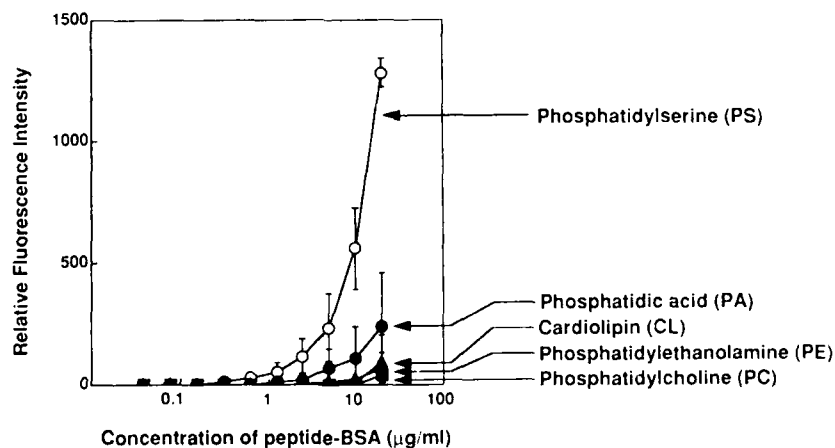 1500
1000
500
0
Relative Fluorescence Intensity
0.1
1
10
100
Concentration of peptide-BSA (μg/ml)
Phosphatidylserine (PS)
Phosphatidic acid (PA)
Cardiolipin (CL)
Phosphatidylethanolamine (PE)
Phosphatidylcholine (PC)